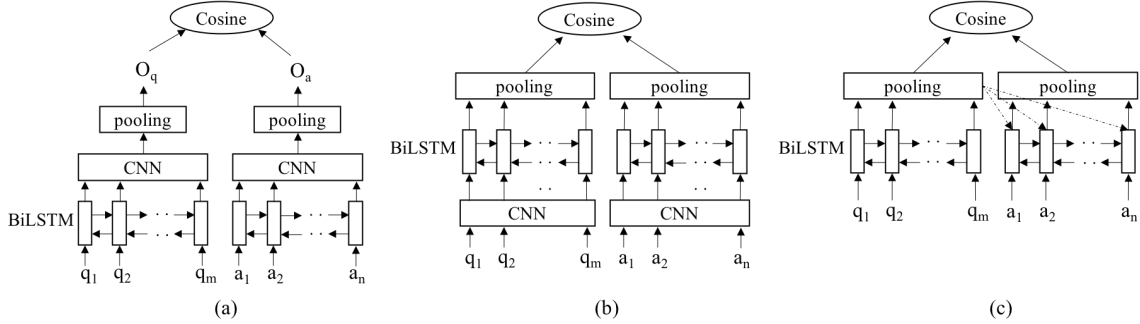 Cosine
O_q O_a
pooling pooling
CNN CNN
BiLSTM . . . .
. . . .
q_1 q_2 q_m a_1 a_2 a_n
(a)
Cosine
pooling pooling
BiLSTM . . . .
. . . .
. . . .
CNN CNN
q_1 q_2 q_m a_1 a_2 a_n
(b)
Cosine
pooling pooling
BiLSTM . . . .
. . . .
q_1 q_2 q_m a_1 a_2 a_n
(c)